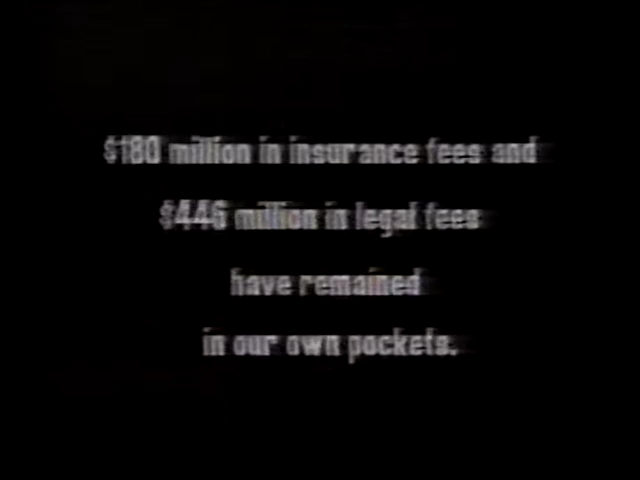 $180 million in insurance fees and
$446 million in legal fees
have remained
in our own pockets.